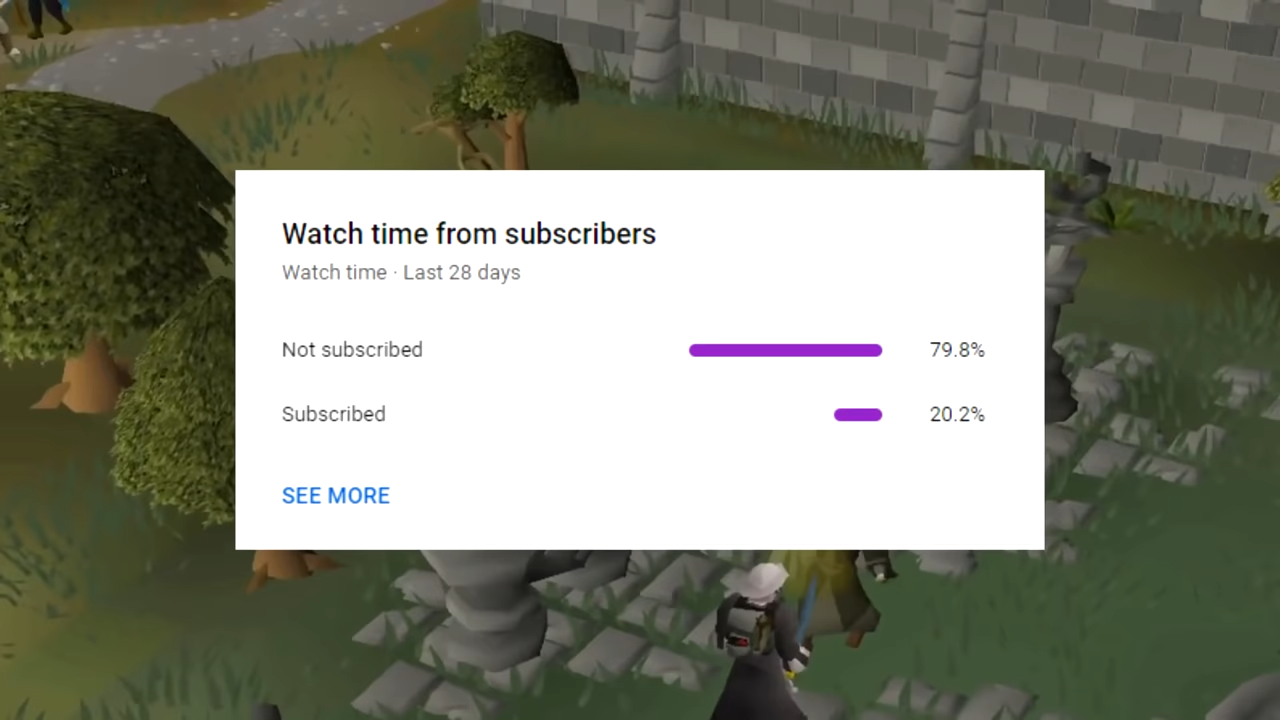 Watch time from subscribers
Watch time · Last 28 days
Not subscribed 79.8%
Subscribed 20.2%
SEE MORE